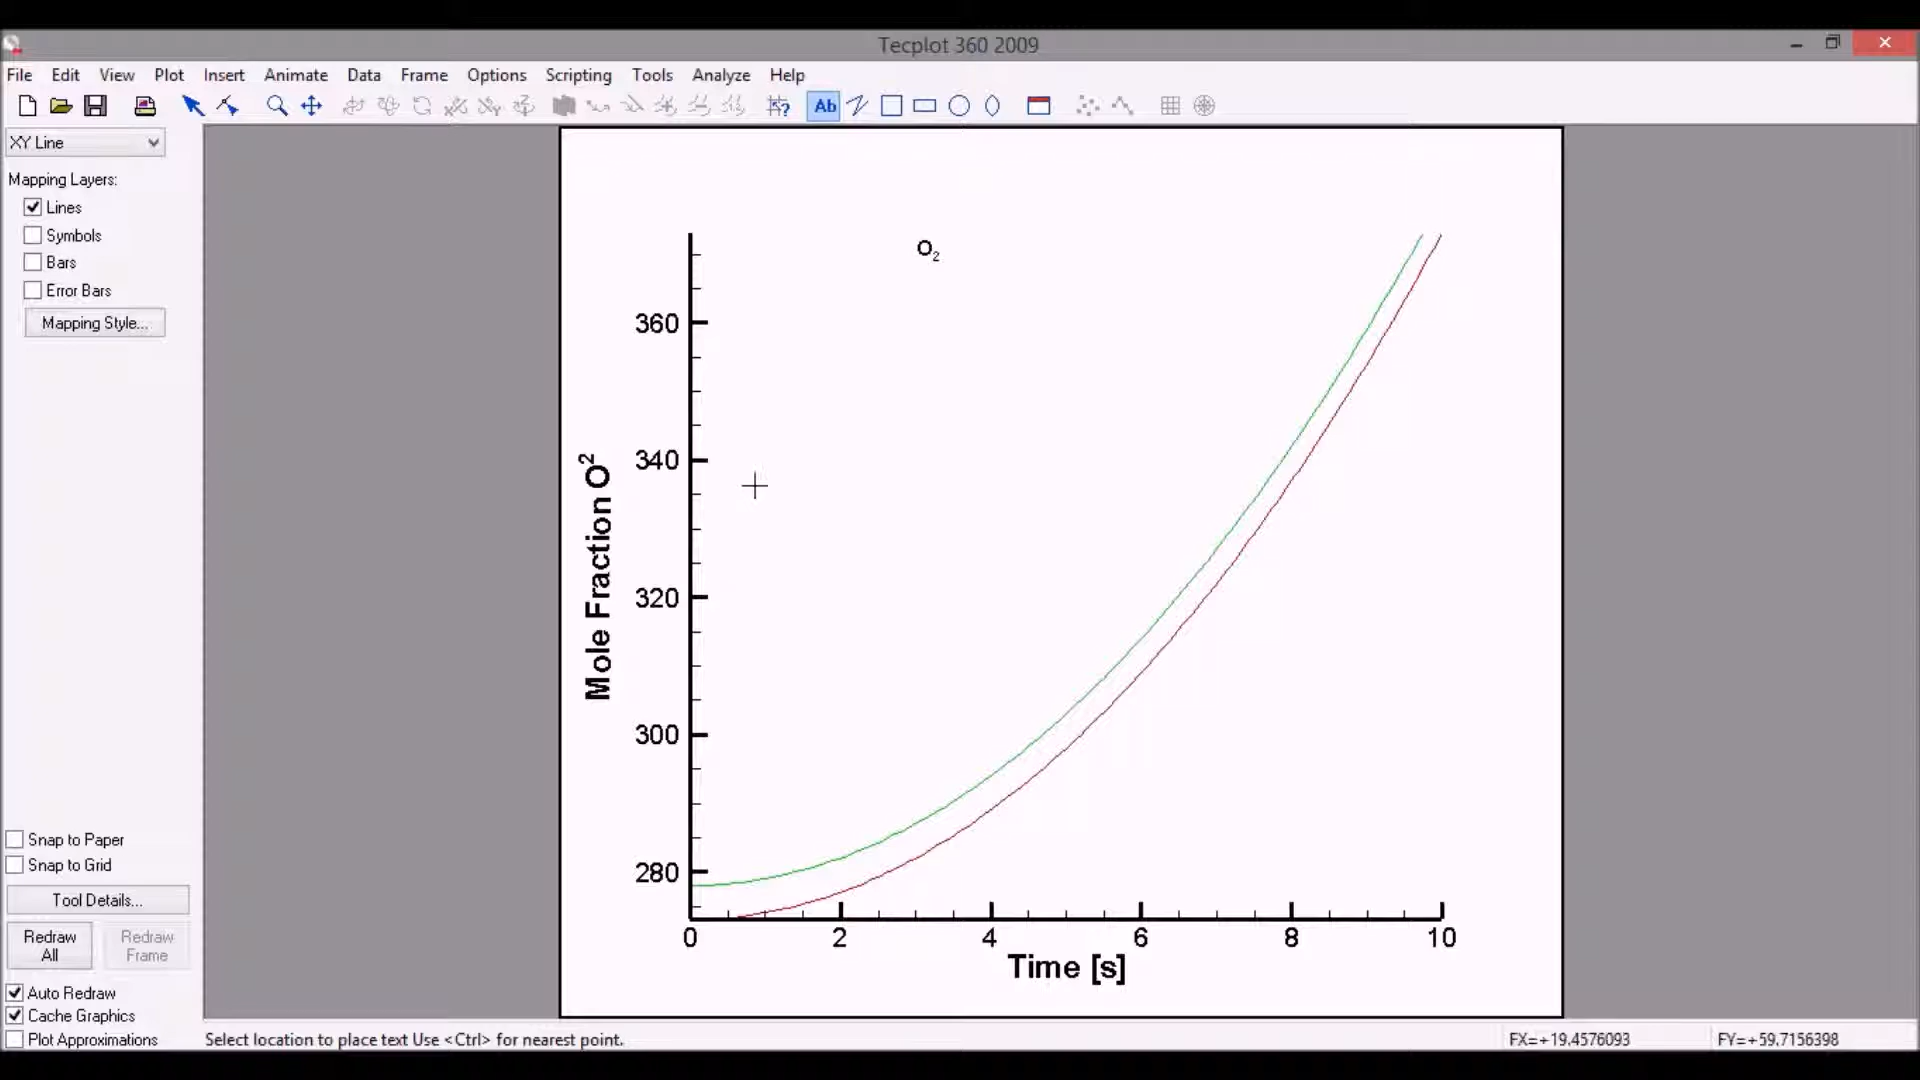 Tecplot 360 2009
File Edit View Plot Insert Animate Data Frame Options Scripting Tools Analyze Help
Ab
XY Line
Mapping Layers:
Lines
Symbols
Bars
Error Bars
Mapping Style...
O₂
360
340
320
300
280
Mole Fraction O²
0 2 4 6 8 10
Time [s]
Snap to Paper
Snap to Grid
Tool Details...
Redraw All
Redraw Frame
Auto Redraw
Cache Graphics
Plot Approximations
Select location to place text Use <Ctrl> for nearest point.
FX=+19.4576093
FY=+59.7156398